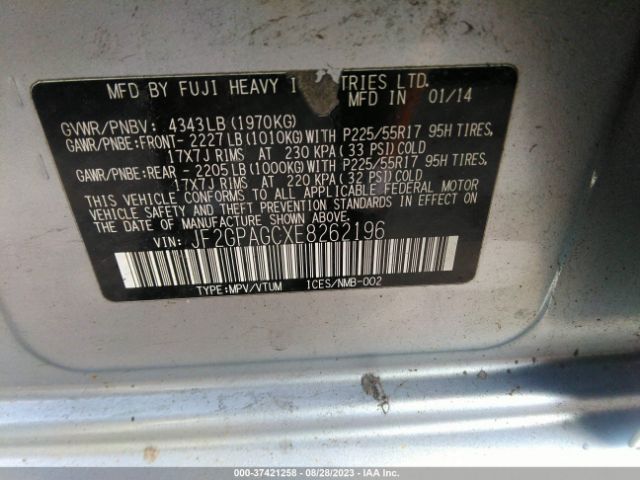 MFD BY FUJI HEAVY I TRIES LTD.
MFD IN 01/14
GVWR/PNBV: 4343LB (1970KG)
GAWR/PNBE:FRONT- 2227LB (1010KG)WITH P225/55R17 95H TIRES,
17X7J RIMS AT 230 KPA (33 PSI)COLD
GAWR/PNBE:REAR - 2205LB (1000KG)WITH P225/55R17 95H TIRES,
17X7J RIMS AT 220 KPA (32 PSI)COLD
THIS VEHICLE CONFORMS TO ALL APPLICABLE FEDERAL MOTOR
VEHICLE SAFETY AND THEFT PREVENTION STANDARDS IN EFFECT ON
THE DATE OF MANUFACTURE SHOWN ABOVE.
VIN: JF2GPAGCXE8262196
TYPE:MPV/VTUM ICES/NMB-002
000-37421258 - 08/28/2023 - IAA Inc.